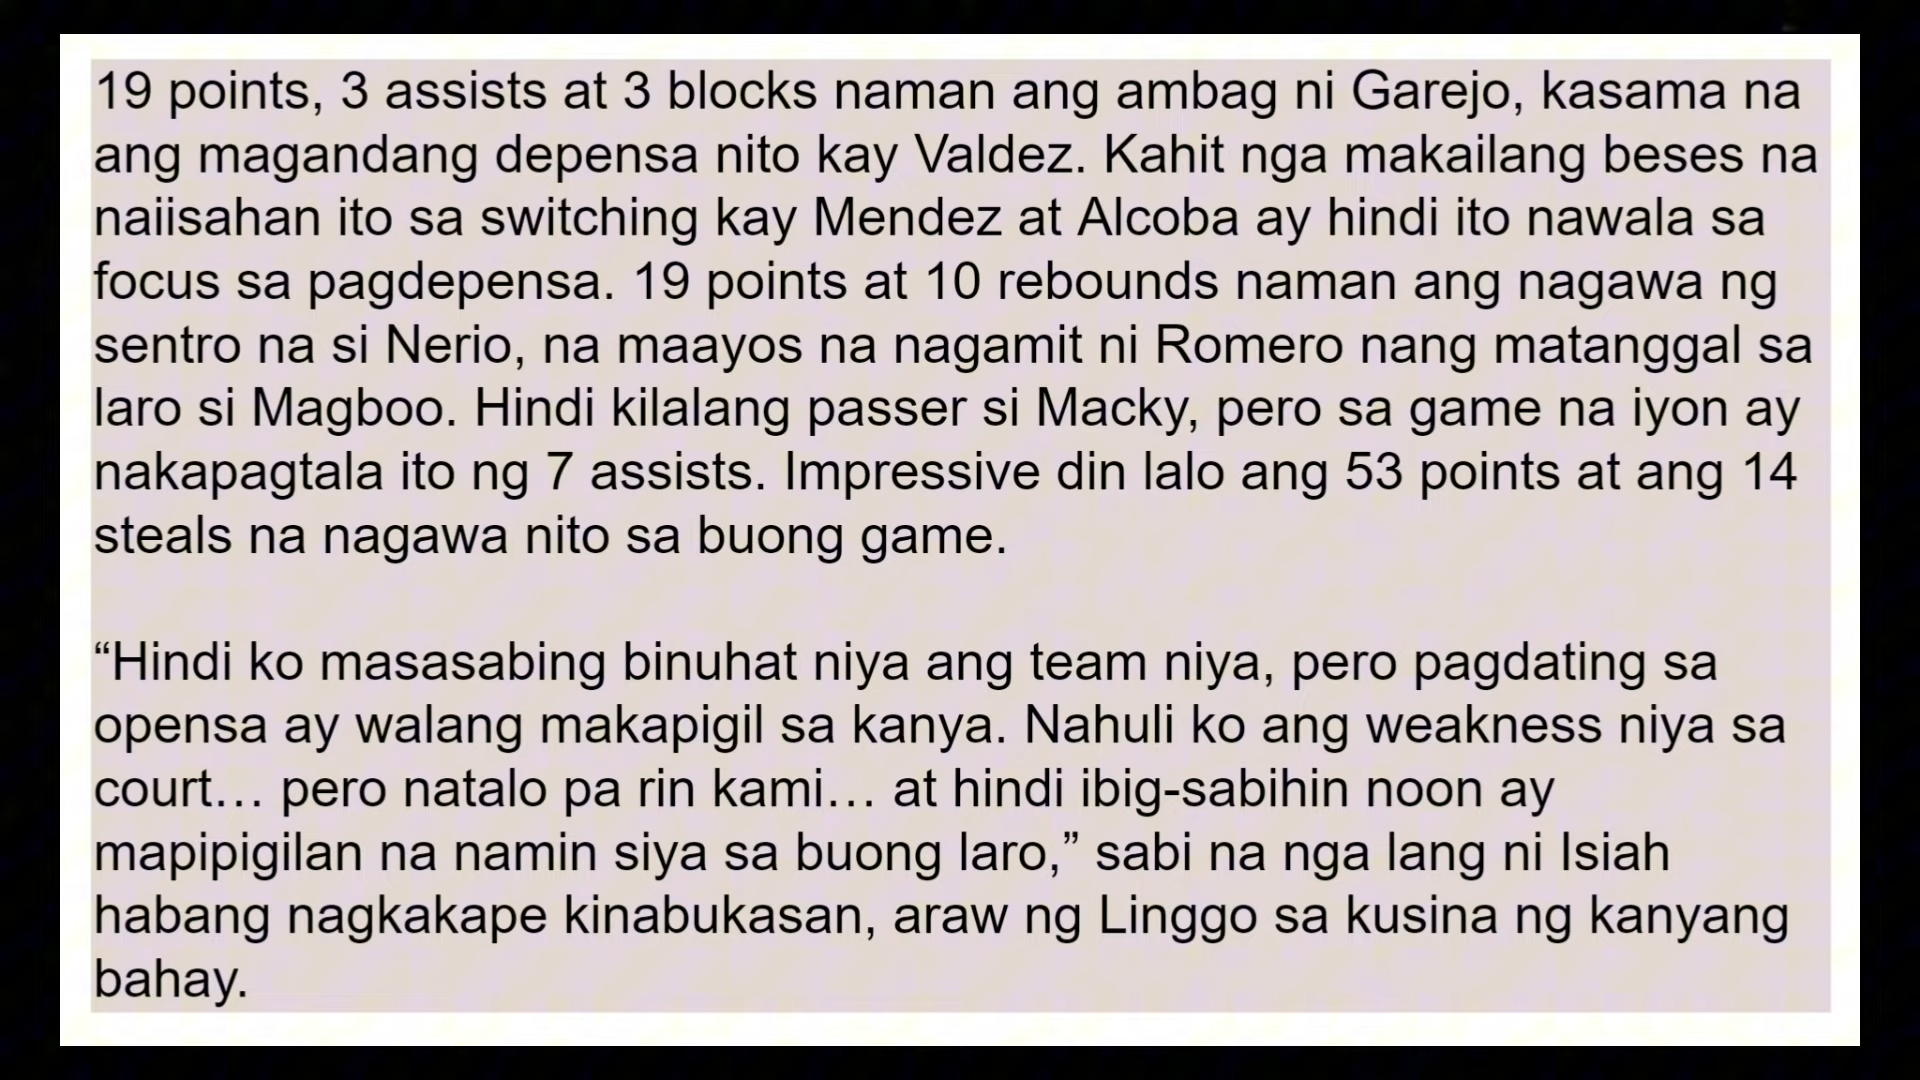 19 points, 3 assists at 3 blocks naman ang ambag ni Garejo, kasama na
ang magandang depensa nito kay Valdez. Kahit nga makailang beses na
naiisahan ito sa switching kay Mendez at Alcoba ay hindi ito nawala sa
focus sa pagdepensa. 19 points at 10 rebounds naman ang nagawa ng
sentro na si Nerio, na maayos na nagamit ni Romero nang matanggal sa
laro si Magboo. Hindi kilalang passer si Macky, pero sa game na iyon ay
nakapagtala ito ng 7 assists. Impressive din lalo ang 53 points at ang 14
steals na nagawa nito sa buong game.
“Hindi ko masasabing binuhat niya ang team niya, pero pagdating sa
opensa ay walang makapigil sa kanya. Nahuli ko ang weakness niya sa
court… pero natalo pa rin kami… at hindi ibig-sabihin noon ay
mapipigilan na namin siya sa buong laro,” sabi na nga lang ni Isiah
habang nagkakape kinabukasan, araw ng Linggo sa kusina ng kanyang
bahay.